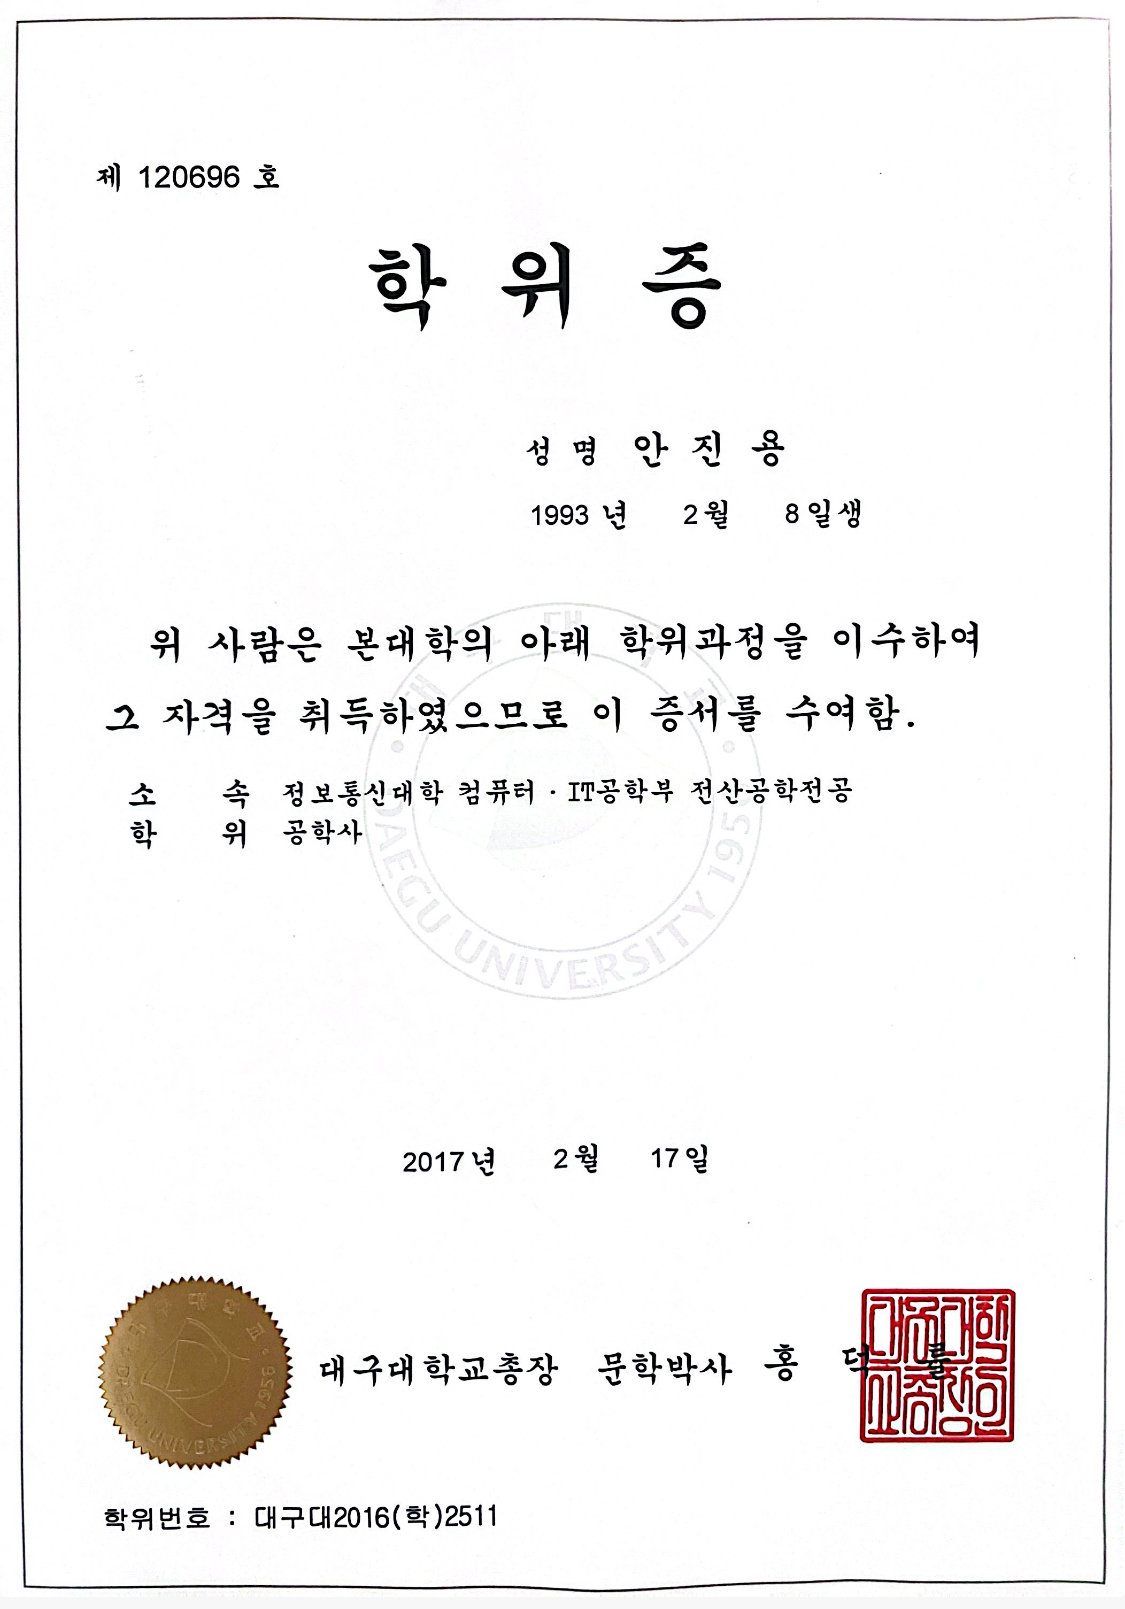 제 120696 호
학 위 증
성 명 안 진 용
1993 년 2 월 8 일생
위 사람은 본대학의 아래 학위과정을 이수하여
그 자격을 취득하였으므로 이 증서를 수여함.
소 속 정보통신대학 컴퓨터 · IT공학부 전산공학전공
학 위 공학사
대구대학교
DAEGU UNIVERSITY 1956
2017 년 2 월 17 일
대구대학교
DAEGU UNIVERSITY 1956
대구대학교총장 문학박사 홍 덕 률
대구대학교총장인
학위번호 : 대구대2016(학)2511